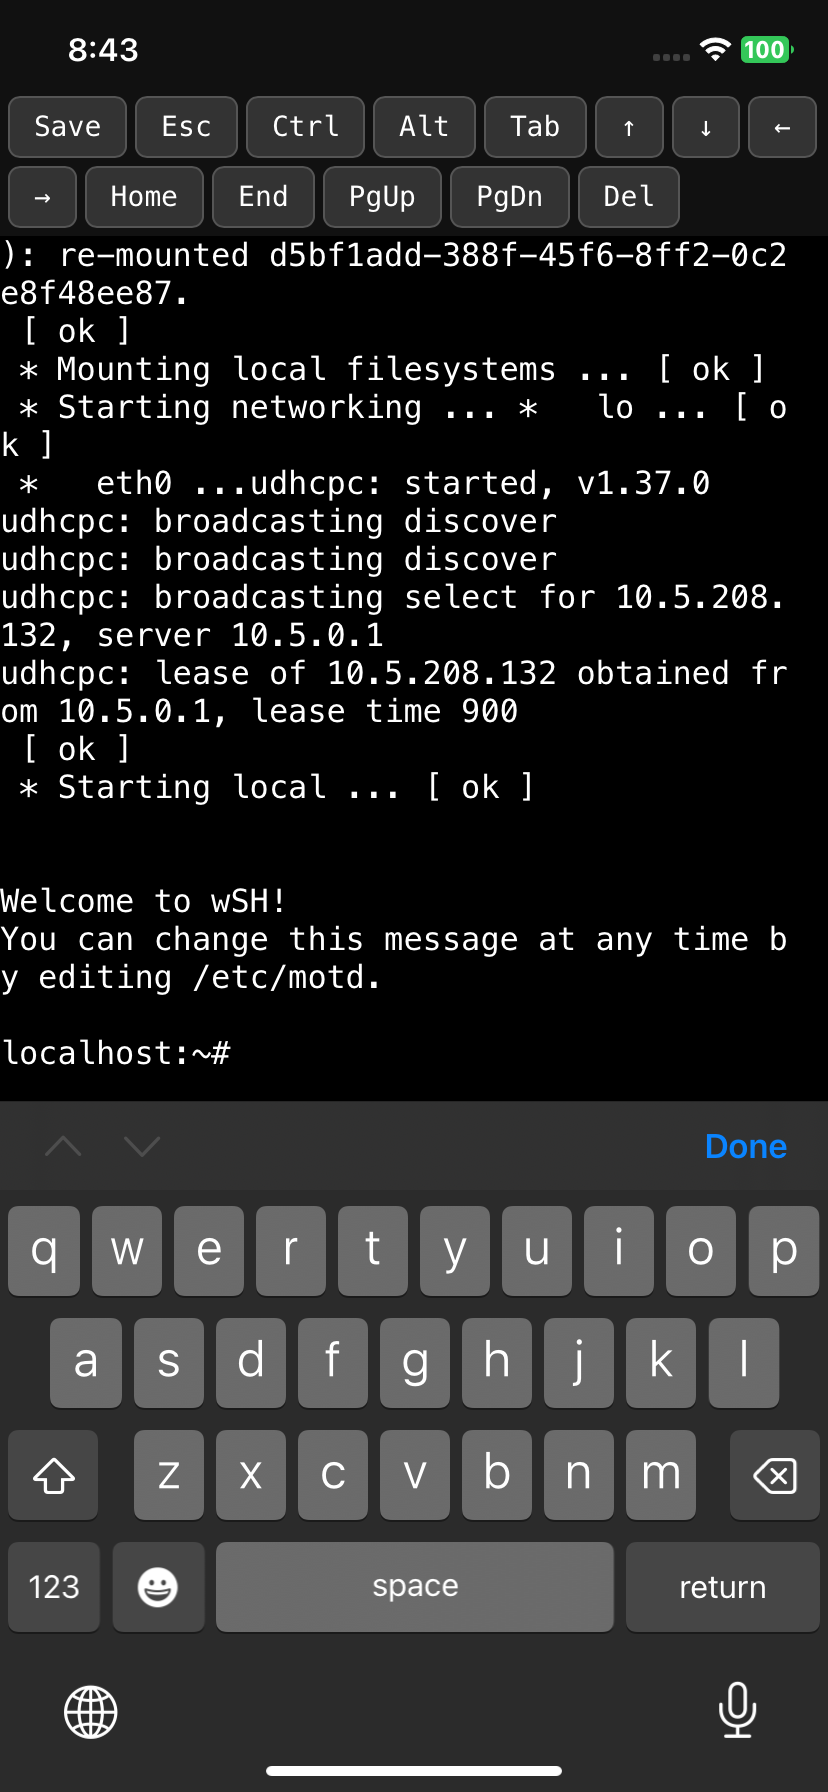 8:43
100
Save Esc Ctrl Alt Tab ↑ ↓ ←
→ Home End PgUp PgDn Del
): re-mounted d5bf1add-388f-45f6-8ff2-0c2
e8f48ee87.
[ ok ]
* Mounting local filesystems ... [ ok ]
* Starting networking ... *   lo ... [ o
k ]
*   eth0 ...udhcpc: started, v1.37.0
udhcpc: broadcasting discover
udhcpc: broadcasting discover
udhcpc: broadcasting select for 10.5.208.
132, server 10.5.0.1
udhcpc: lease of 10.5.208.132 obtained fr
om 10.5.0.1, lease time 900
[ ok ]
* Starting local ... [ ok ]
Welcome to wSH!
You can change this message at any time b
y editing /etc/motd.
localhost:~#
Done
q w e r t y u i o p
a s d f g h j k l
z x c v b n m
123 space return